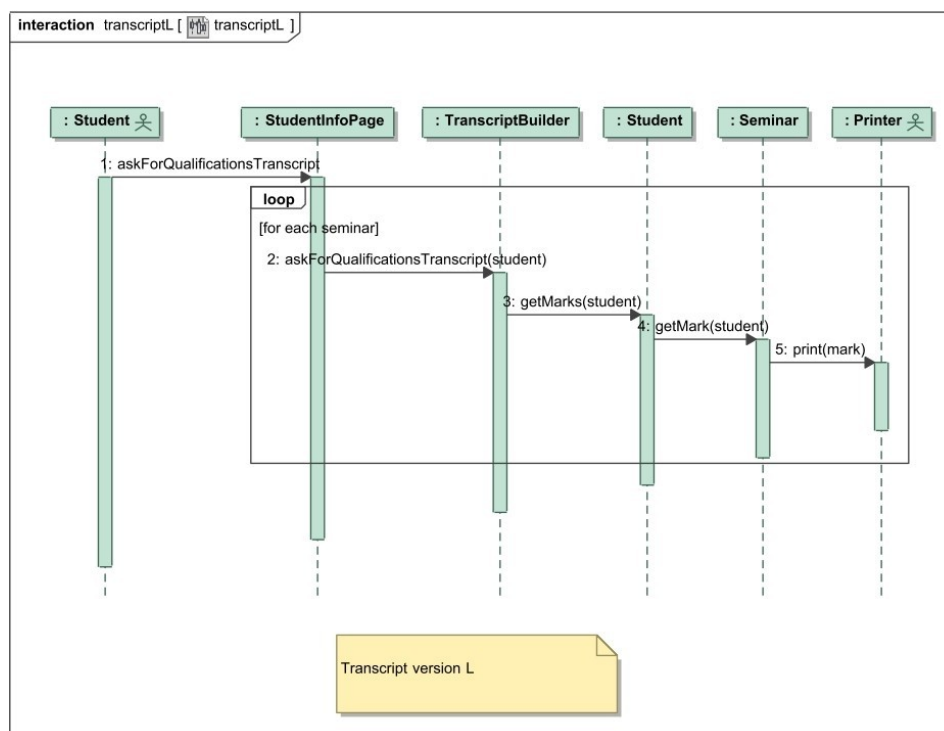 interaction transcriptL [ transcriptL ]
: Student
: StudentInfoPage
: TranscriptBuilder
: Student
: Seminar
: Printer
1: askForQualificationsTranscript
loop
[for each seminar]
2: askForQualificationsTranscript(student)
3: getMarks(student)
4: getMark(student)
5: print(mark)
Transcript version L